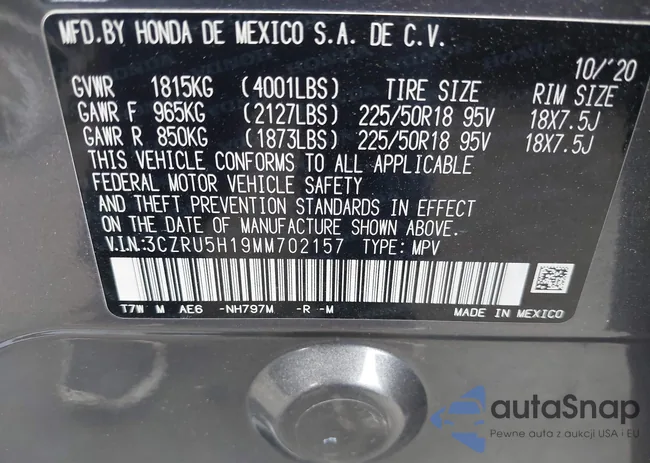 MFD.BY HONDA DE MEXICO S.A. DE C.V.
10/'20
GVWR 1815KG (4001LBS) TIRE SIZE RIM SIZE
GAWR F 965KG (2127LBS) 225/50R18 95V 18X7.5J
GAWR R 850KG (1873LBS) 225/50R18 95V 18X7.5J
THIS VEHICLE CONFORMS TO ALL APPLICABLE
FEDERAL MOTOR VEHICLE SAFETY
AND THEFT PREVENTION STANDARDS IN EFFECT
ON THE DATE OF MANUFACTURE SHOWN ABOVE.
V.I.N.:3CZRU5H19MM702157 TYPE: MPV
T7W M AE6 -NH797M -R -M MADE IN MEXICO
autaSnap
Pewne auta z aukcji USA i EU